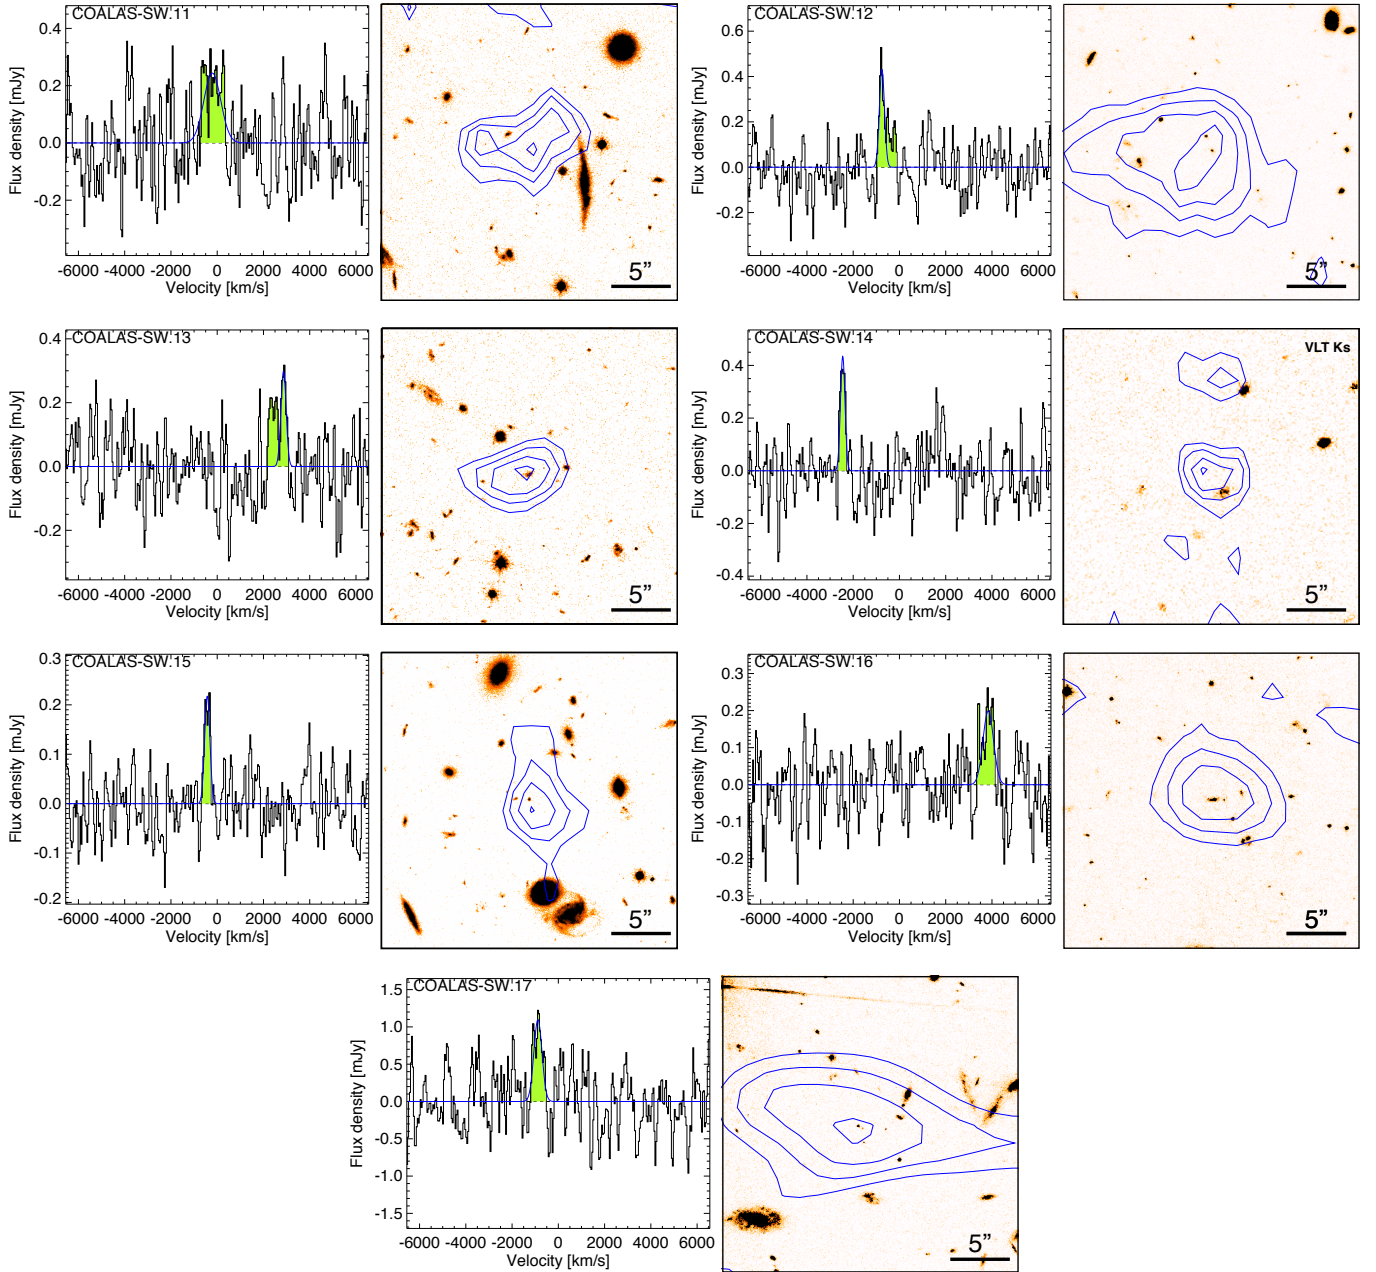 COALAS-SW.11
Flux density [mJy]
0.4
0.2
0.0
-0.2
-6000 -4000 -2000 0 2000 4000 6000
Velocity [km/s]
5”
COALAS-SW.12
Flux density [mJy]
0.6
0.4
0.2
0.0
-0.2
-6000 -4000 -2000 0 2000 4000 6000
Velocity [km/s]
5”
COALAS-SW.13
Flux density [mJy]
0.4
0.2
0.0
-0.2
-6000 -4000 -2000 0 2000 4000 6000
Velocity [km/s]
5”
COALAS-SW.14
Flux density [mJy]
0.4
0.2
0.0
-0.2
-0.4
-6000 -4000 -2000 0 2000 4000 6000
Velocity [km/s]
VLT Ks
5”
COALAS-SW.15
Flux density [mJy]
0.3
0.2
0.1
0.0
-0.1
-0.2
-6000 -4000 -2000 0 2000 4000 6000
Velocity [km/s]
5”
COALAS-SW.16
Flux density [mJy]
0.3
0.2
0.1
0.0
-0.1
-0.2
-0.3
-6000 -4000 -2000 0 2000 4000 6000
Velocity [km/s]
5”
COALAS-SW.17
Flux density [mJy]
1.5
1.0
0.5
0.0
-0.5
-1.0
-1.5
-6000 -4000 -2000 0 2000 4000 6000
Velocity [km/s]
5”